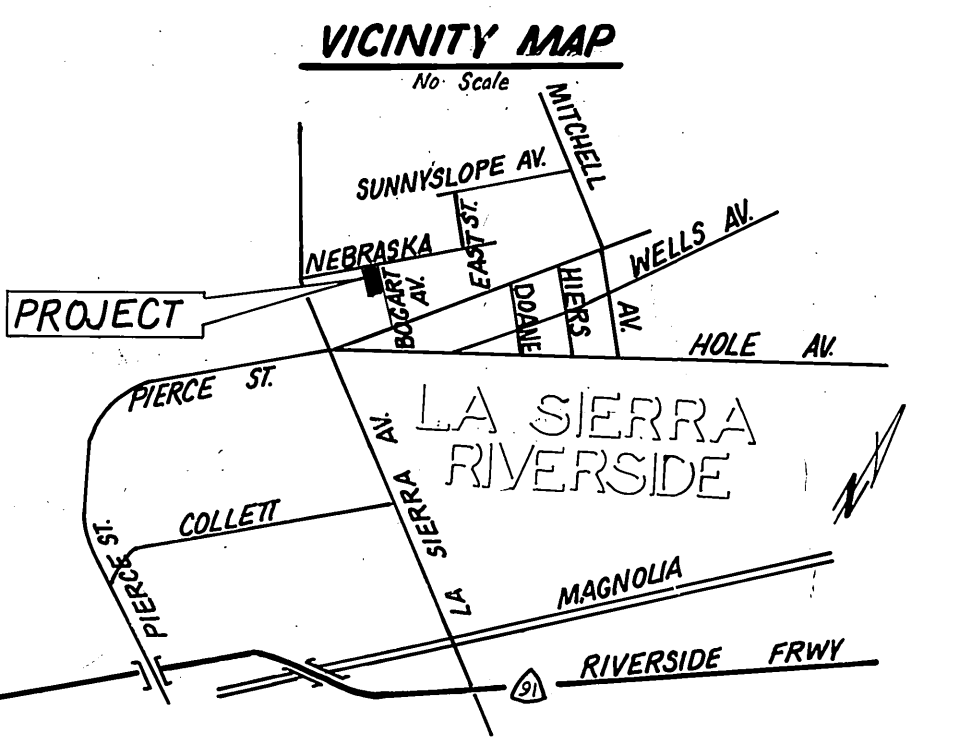 VICINITY MAP
No Scale
MITCHELL
AV.
SUNNYSLOPE AV.
EAST ST.
NEBRASKA
WELLS AV.
BOGART
AV.
HIERS
DOANE
PROJECT
HOLE AV.
PIERCE ST.
LA SIERRA
RIVERSIDE
LA SIERRA AV.
N
COLLETT
PIERCE ST.
MAGNOLIA
RIVERSIDE FRWY
91